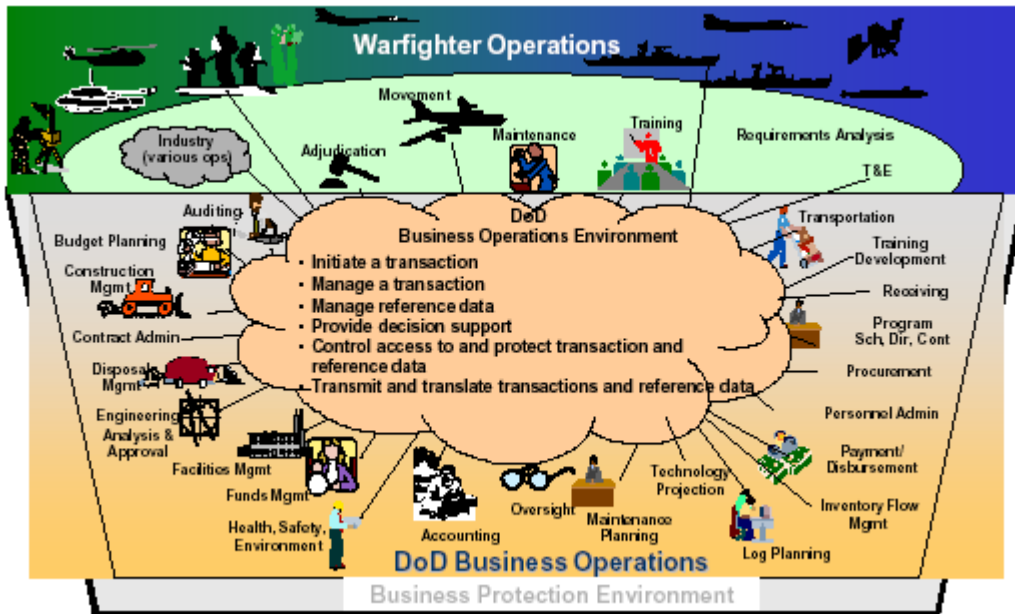 Warfighter Operations
Movement
Industry
(various ops)
Adjudication
Maintenance
Training
Requirements Analysis
T&E
Auditing
DoD
Business Operations Environment
Transportation
Budget Planning
Training
Development
Construction
Mgmt
• Initiate a transaction
• Manage a transaction
• Manage reference data
• Provide decision support
• Control access to and protect transaction and
reference data
• Transmit and translate transactions and reference data
Receiving
Contract Admin
Program
Sch, Dir, Cont
Disposal
Mgmt
Procurement
Engineering
Analysis &
Approval
Personnel Admin
Facilities Mgmt
Funds Mgmt
Technology
Projection
Payment/
Disbursement
Health, Safety,
Environment
Accounting
Oversight
Maintenance
Planning
Log Planning
Inventory Flow
Mgmt
DoD Business Operations
Business Protection Environment